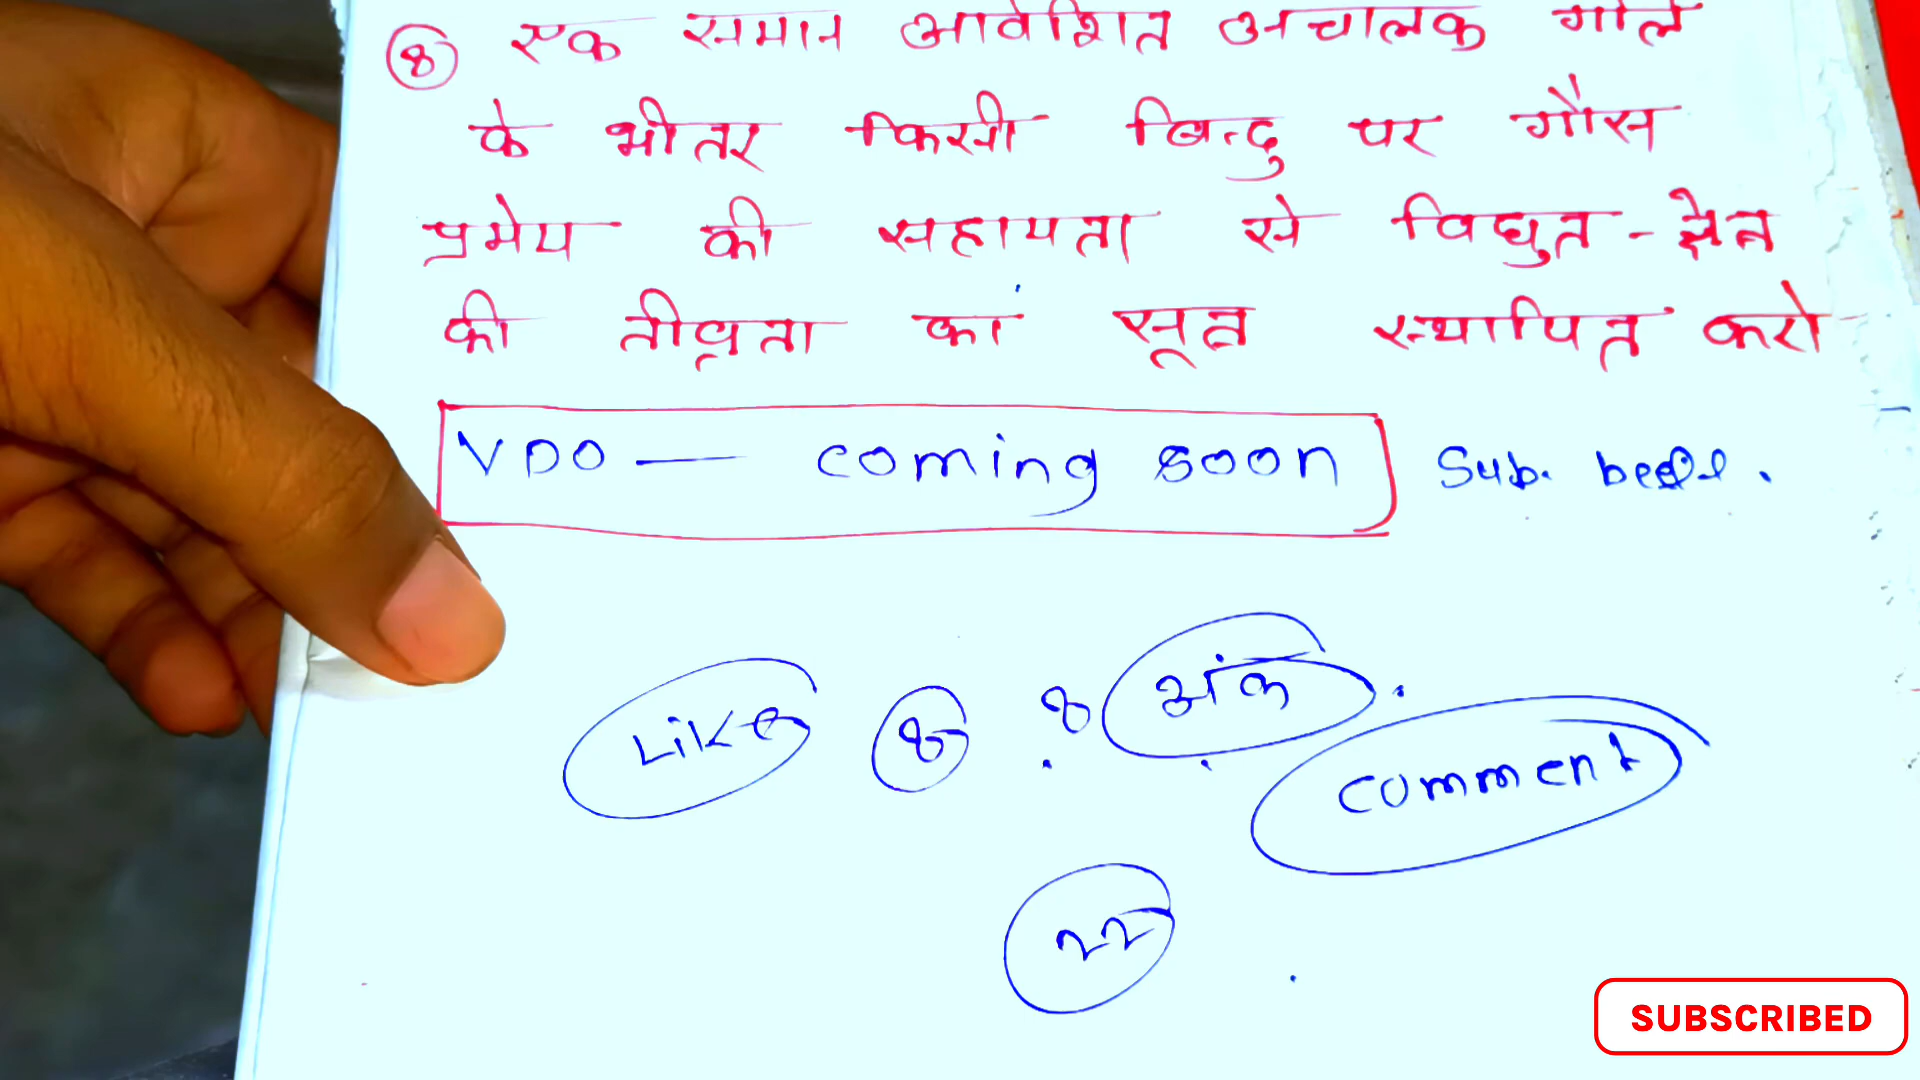 ⑧ एक समान आवेशित अचालक गोले
के भीतर किसी बिन्दु पर गौस
प्रमेय की सहायता से विद्युत - क्षेत्र
की तीव्रता का सूत्र स्थापित करो
VDO — coming soon
Sub.
Like ⑧ 8 अंक .
comment
22
SUBSCRIBED